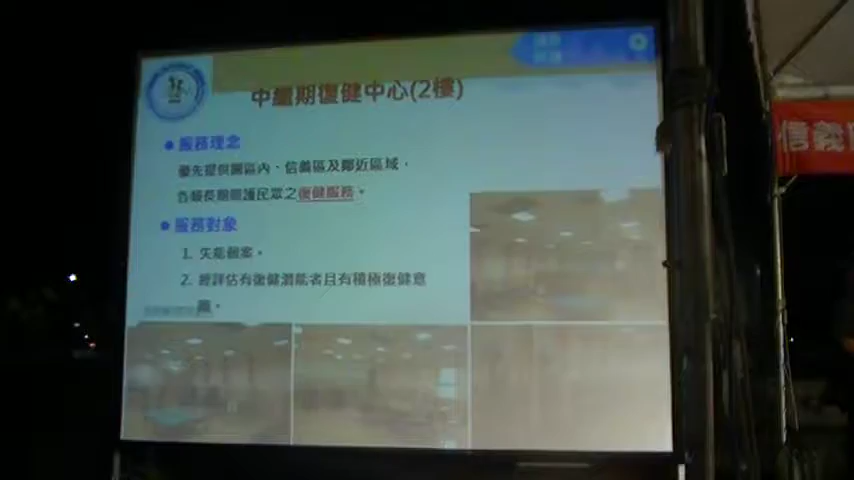 中繼期復健中心(2樓)
服務理念
優先提供園區內、信義區及鄰近區域，
各類長期照護民眾之復健服務。
服務對象
1. 失能個案。
2. 經評估有復健潛能者且有積極復健意
願。
信義